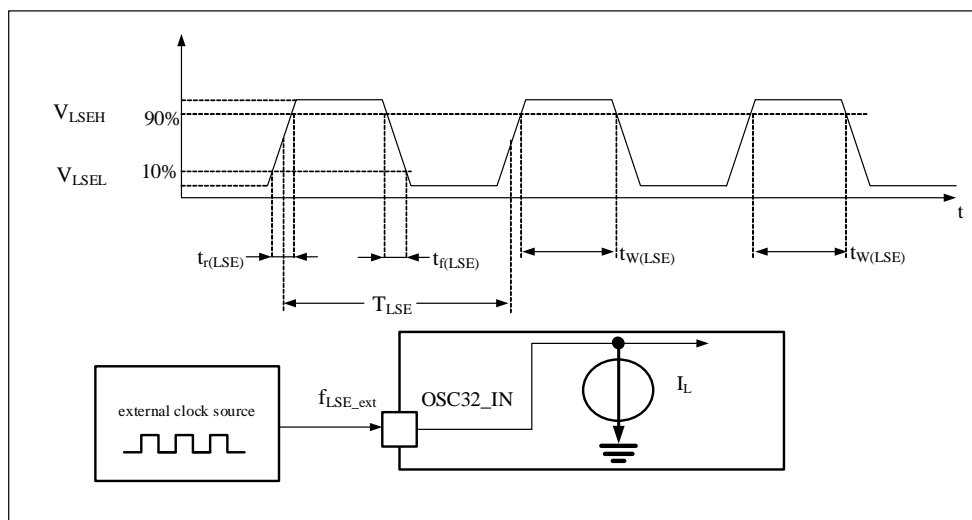 V_LSEH
90%
V_LSEL
10%
t
t_r(LSE)
t_f(LSE)
t_W(LSE)
t_W(LSE)
T_LSE
external clock source
f_LSE_ext
OSC32_IN
I_L